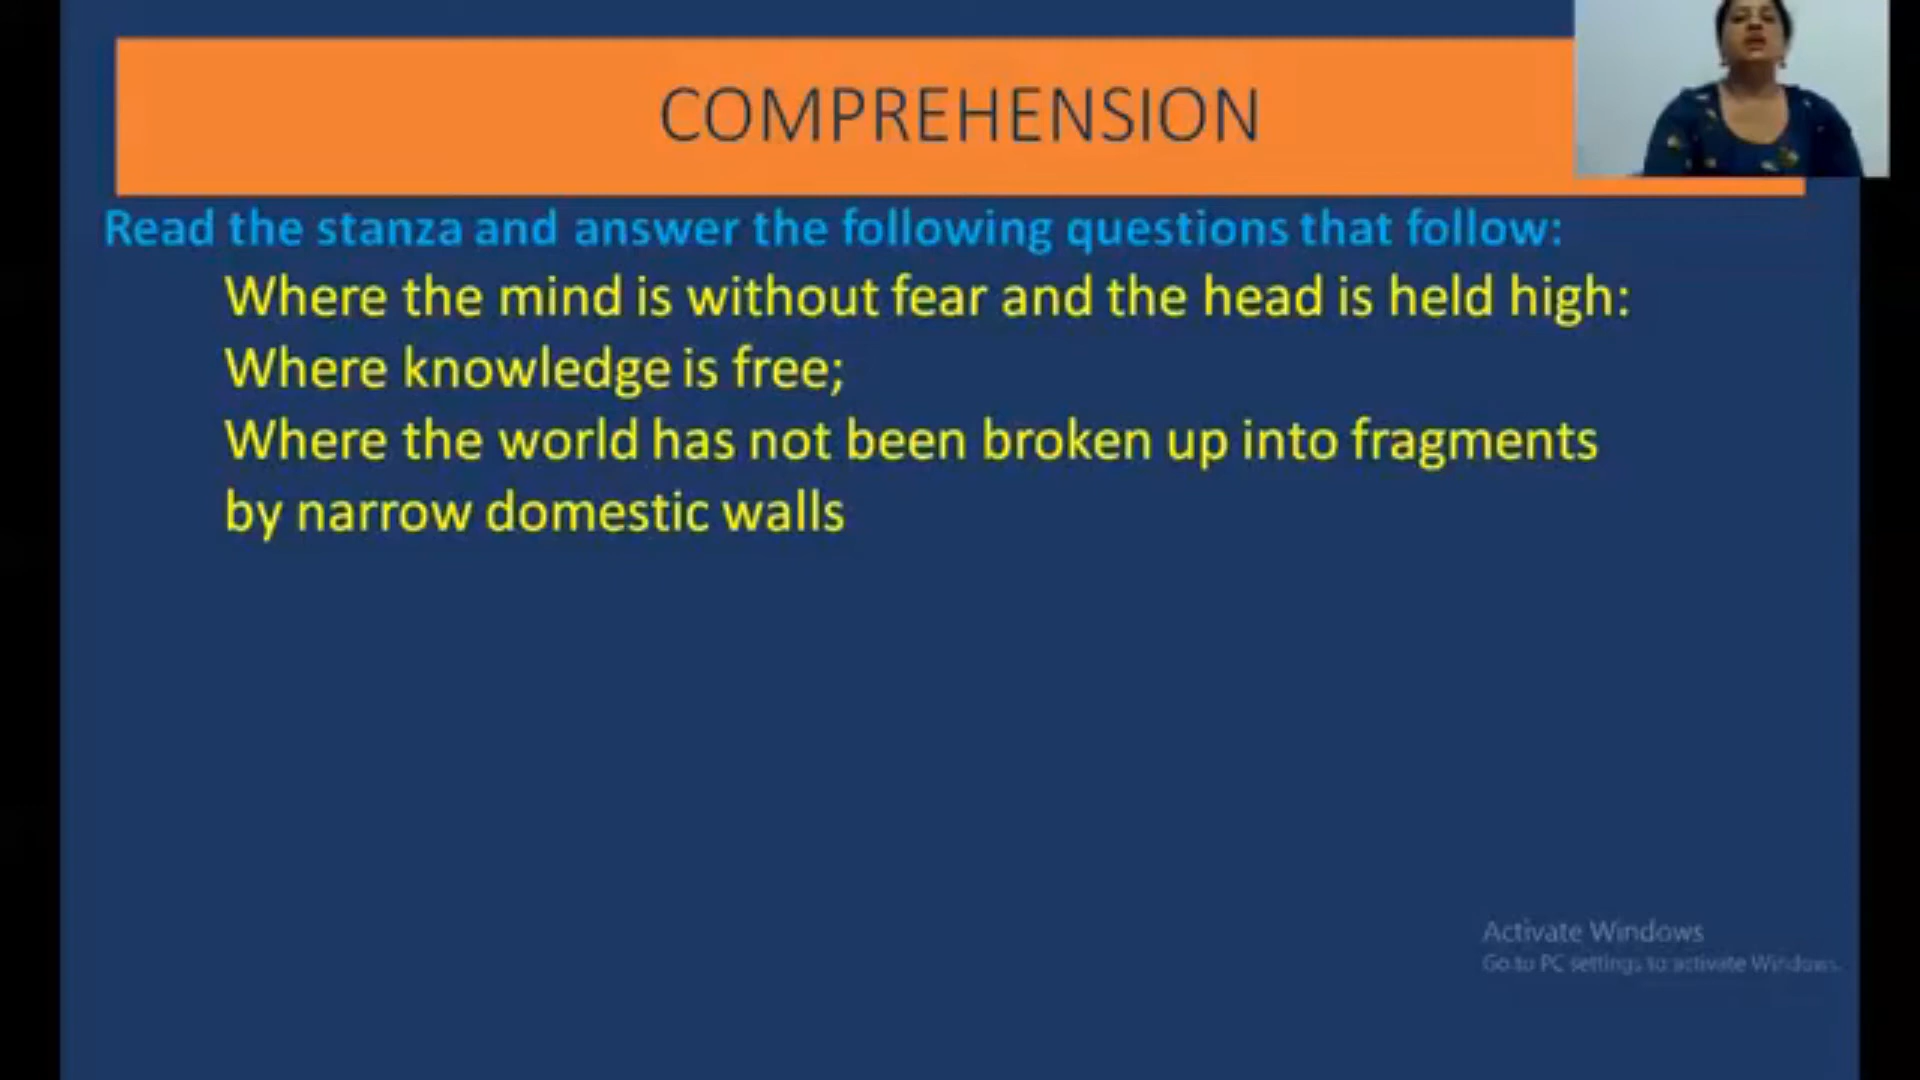 COMPREHENSION
Read the stanza and answer the following questions that follow:
Where the mind is without fear and the head is held high:
Where knowledge is free;
Where the world has not been broken up into fragments
by narrow domestic walls
Activate Windows
Go to PC settings to activate Windows.